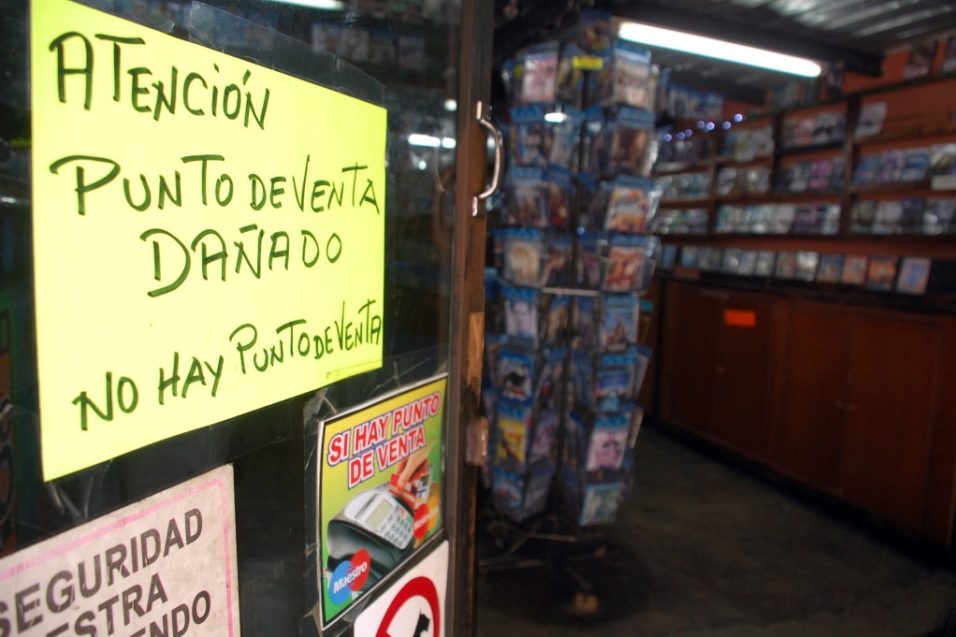 ATENCIÓN
PUNTO DE VENTA
DAÑADO
NO HAY PUNTO DE VENTA
SI HAY PUNTO
DE VENTA
Maestro
SEGURIDAD